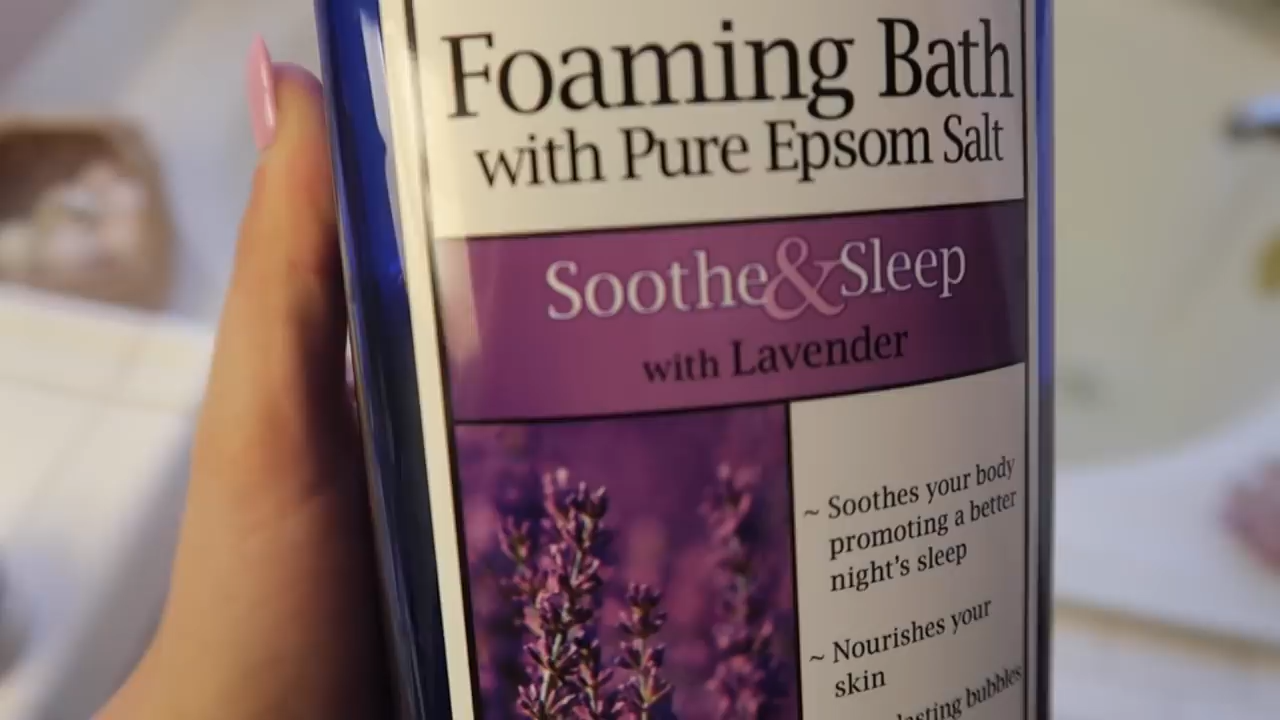 Foaming Bath
with Pure Epsom Salt
Soothe & Sleep
with Lavender
~ Soothes your body
promoting a better
night's sleep
~ Nourishes your
skin
lasting bubbles